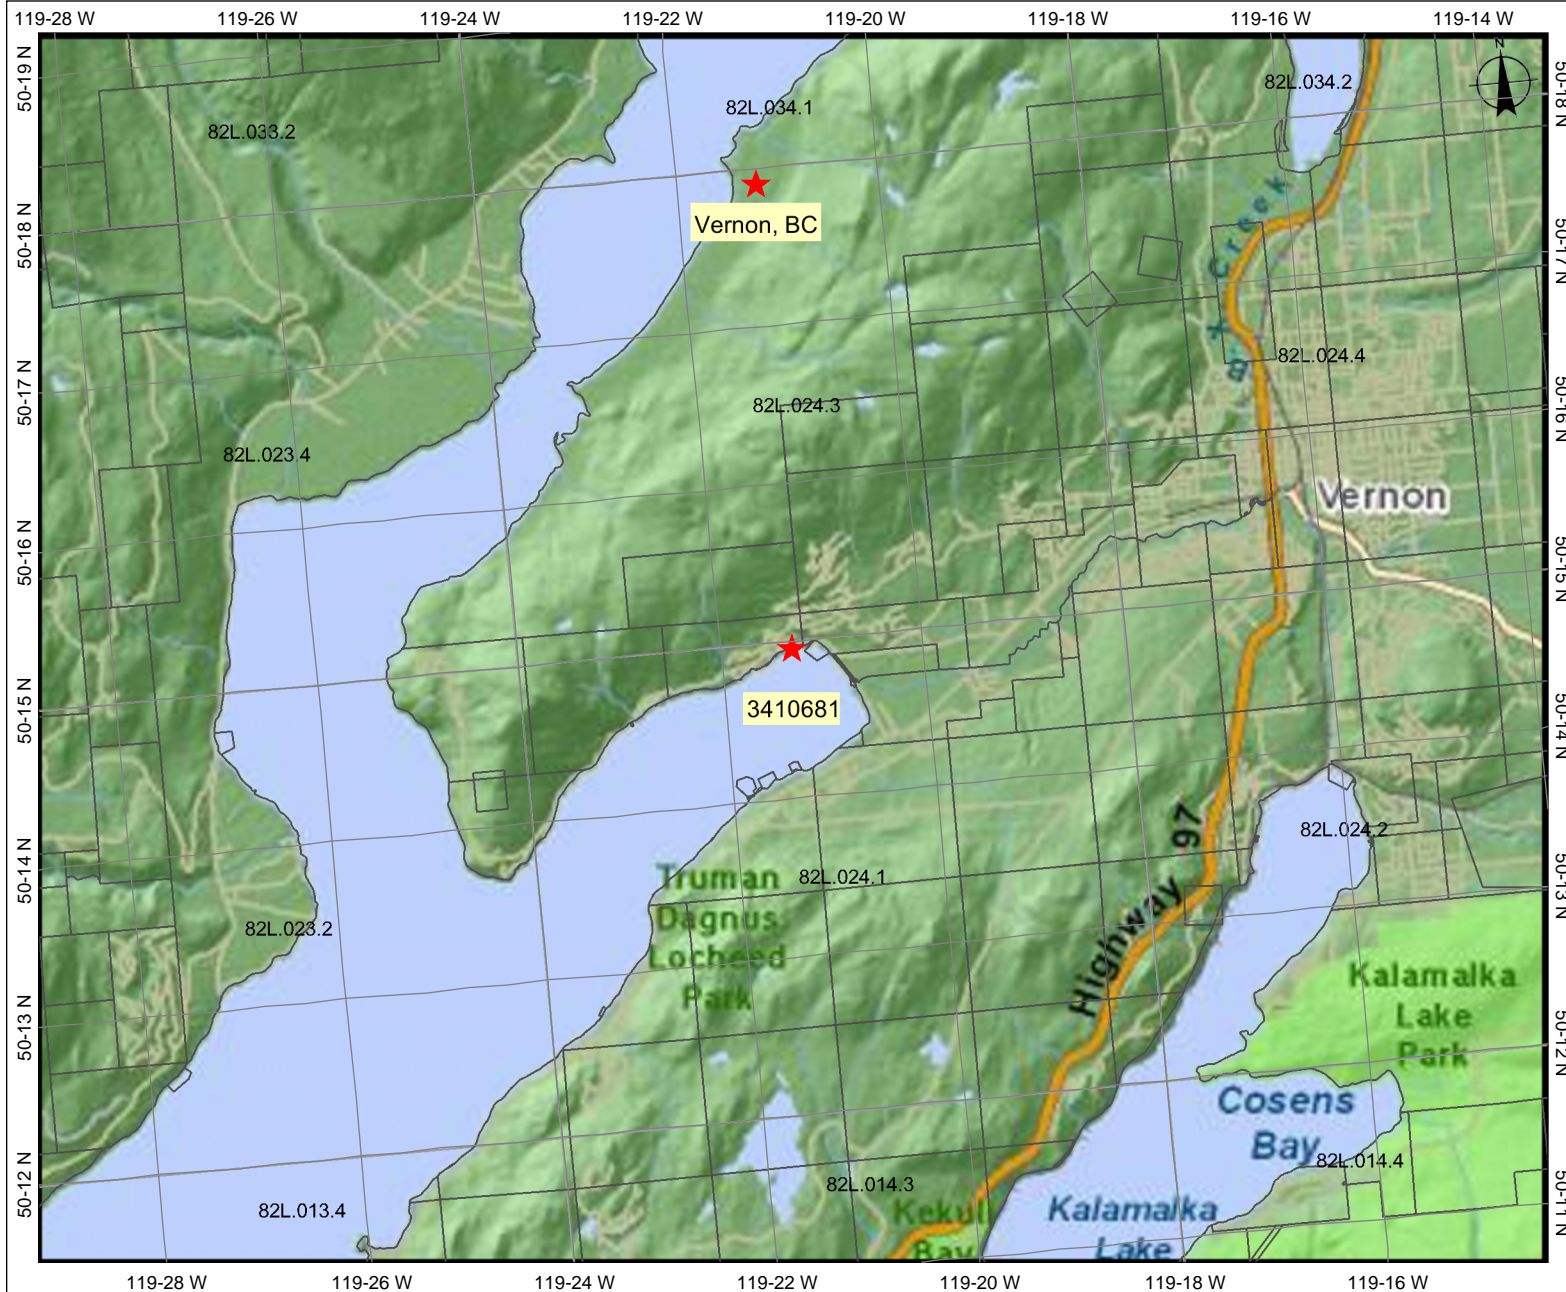 119-28 W
119-26 W
119-24 W
119-22 W
119-20 W
119-18 W
119-16 W
119-14 W
50-19 N
50-18 N
50-17 N
50-16 N
50-15 N
50-14 N
50-13 N
50-12 N
N
82L.034.1
82L.034.2
82L.033.2
Vernon, BC
BX Creek
82L.024.4
82L.024.3
82L.023.4
Vernon
3410681
Highway 97
82L.024.2
82L.024.1
Truman
Dagnus
Locheed
Park
82L.023.2
Kalamalka
Lake
Park
Cosens
Bay
82L.014.4
82L.014.3
82L.013.4
Kekuli
Bay
Kalamalka
Lake
50-18 N
50-17 N
50-16 N
50-15 N
50-14 N
50-13 N
50-12 N
50-11 N
119-28 W
119-26 W
119-24 W
119-22 W
119-20 W
119-18 W
119-16 W